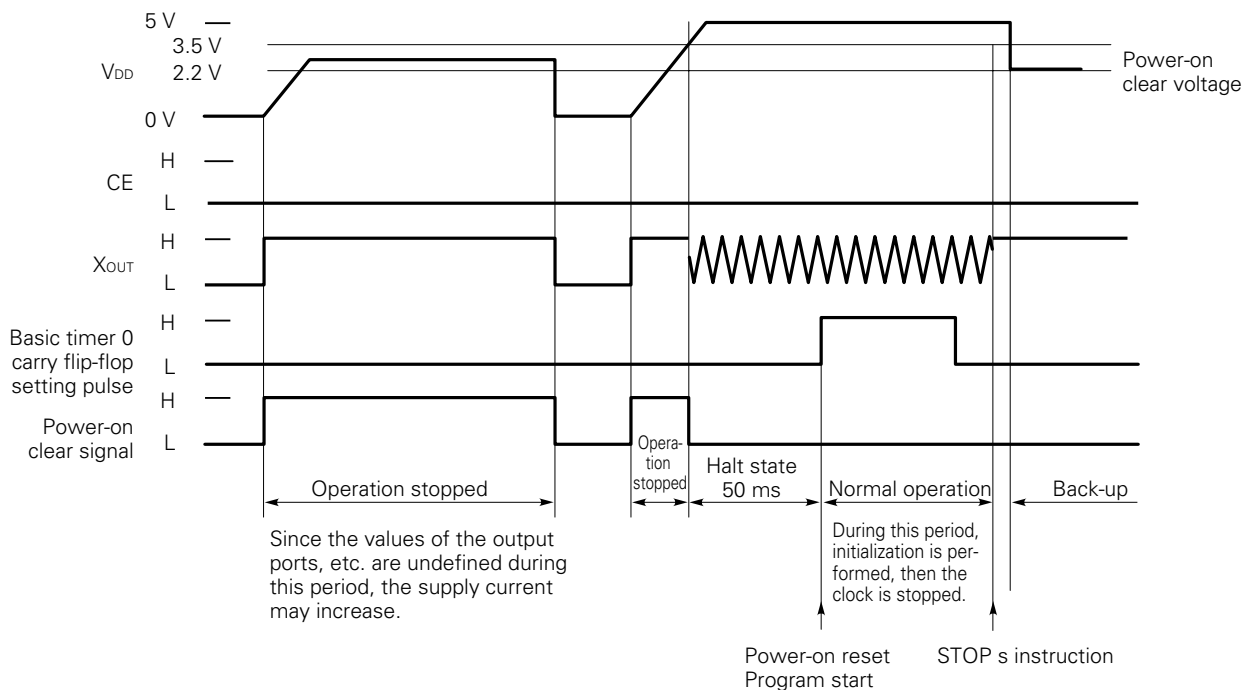 5 V
3.5 V
VDD 2.2 V
0 V
Power-on
clear voltage
H
CE
L
H
XOUT
L
H
Basic timer 0
carry flip-flop
setting pulse
L
H
Power-on
clear signal
L
Operation stopped
Opera-
tion
stopped
Halt state
50 ms
Normal operation
Back-up
Since the values of the output
ports, etc. are undefined during
this period, the supply current
may increase.
During this period,
initialization is per-
formed, then the
clock is stopped.
Power-on reset
Program start
STOP s instruction